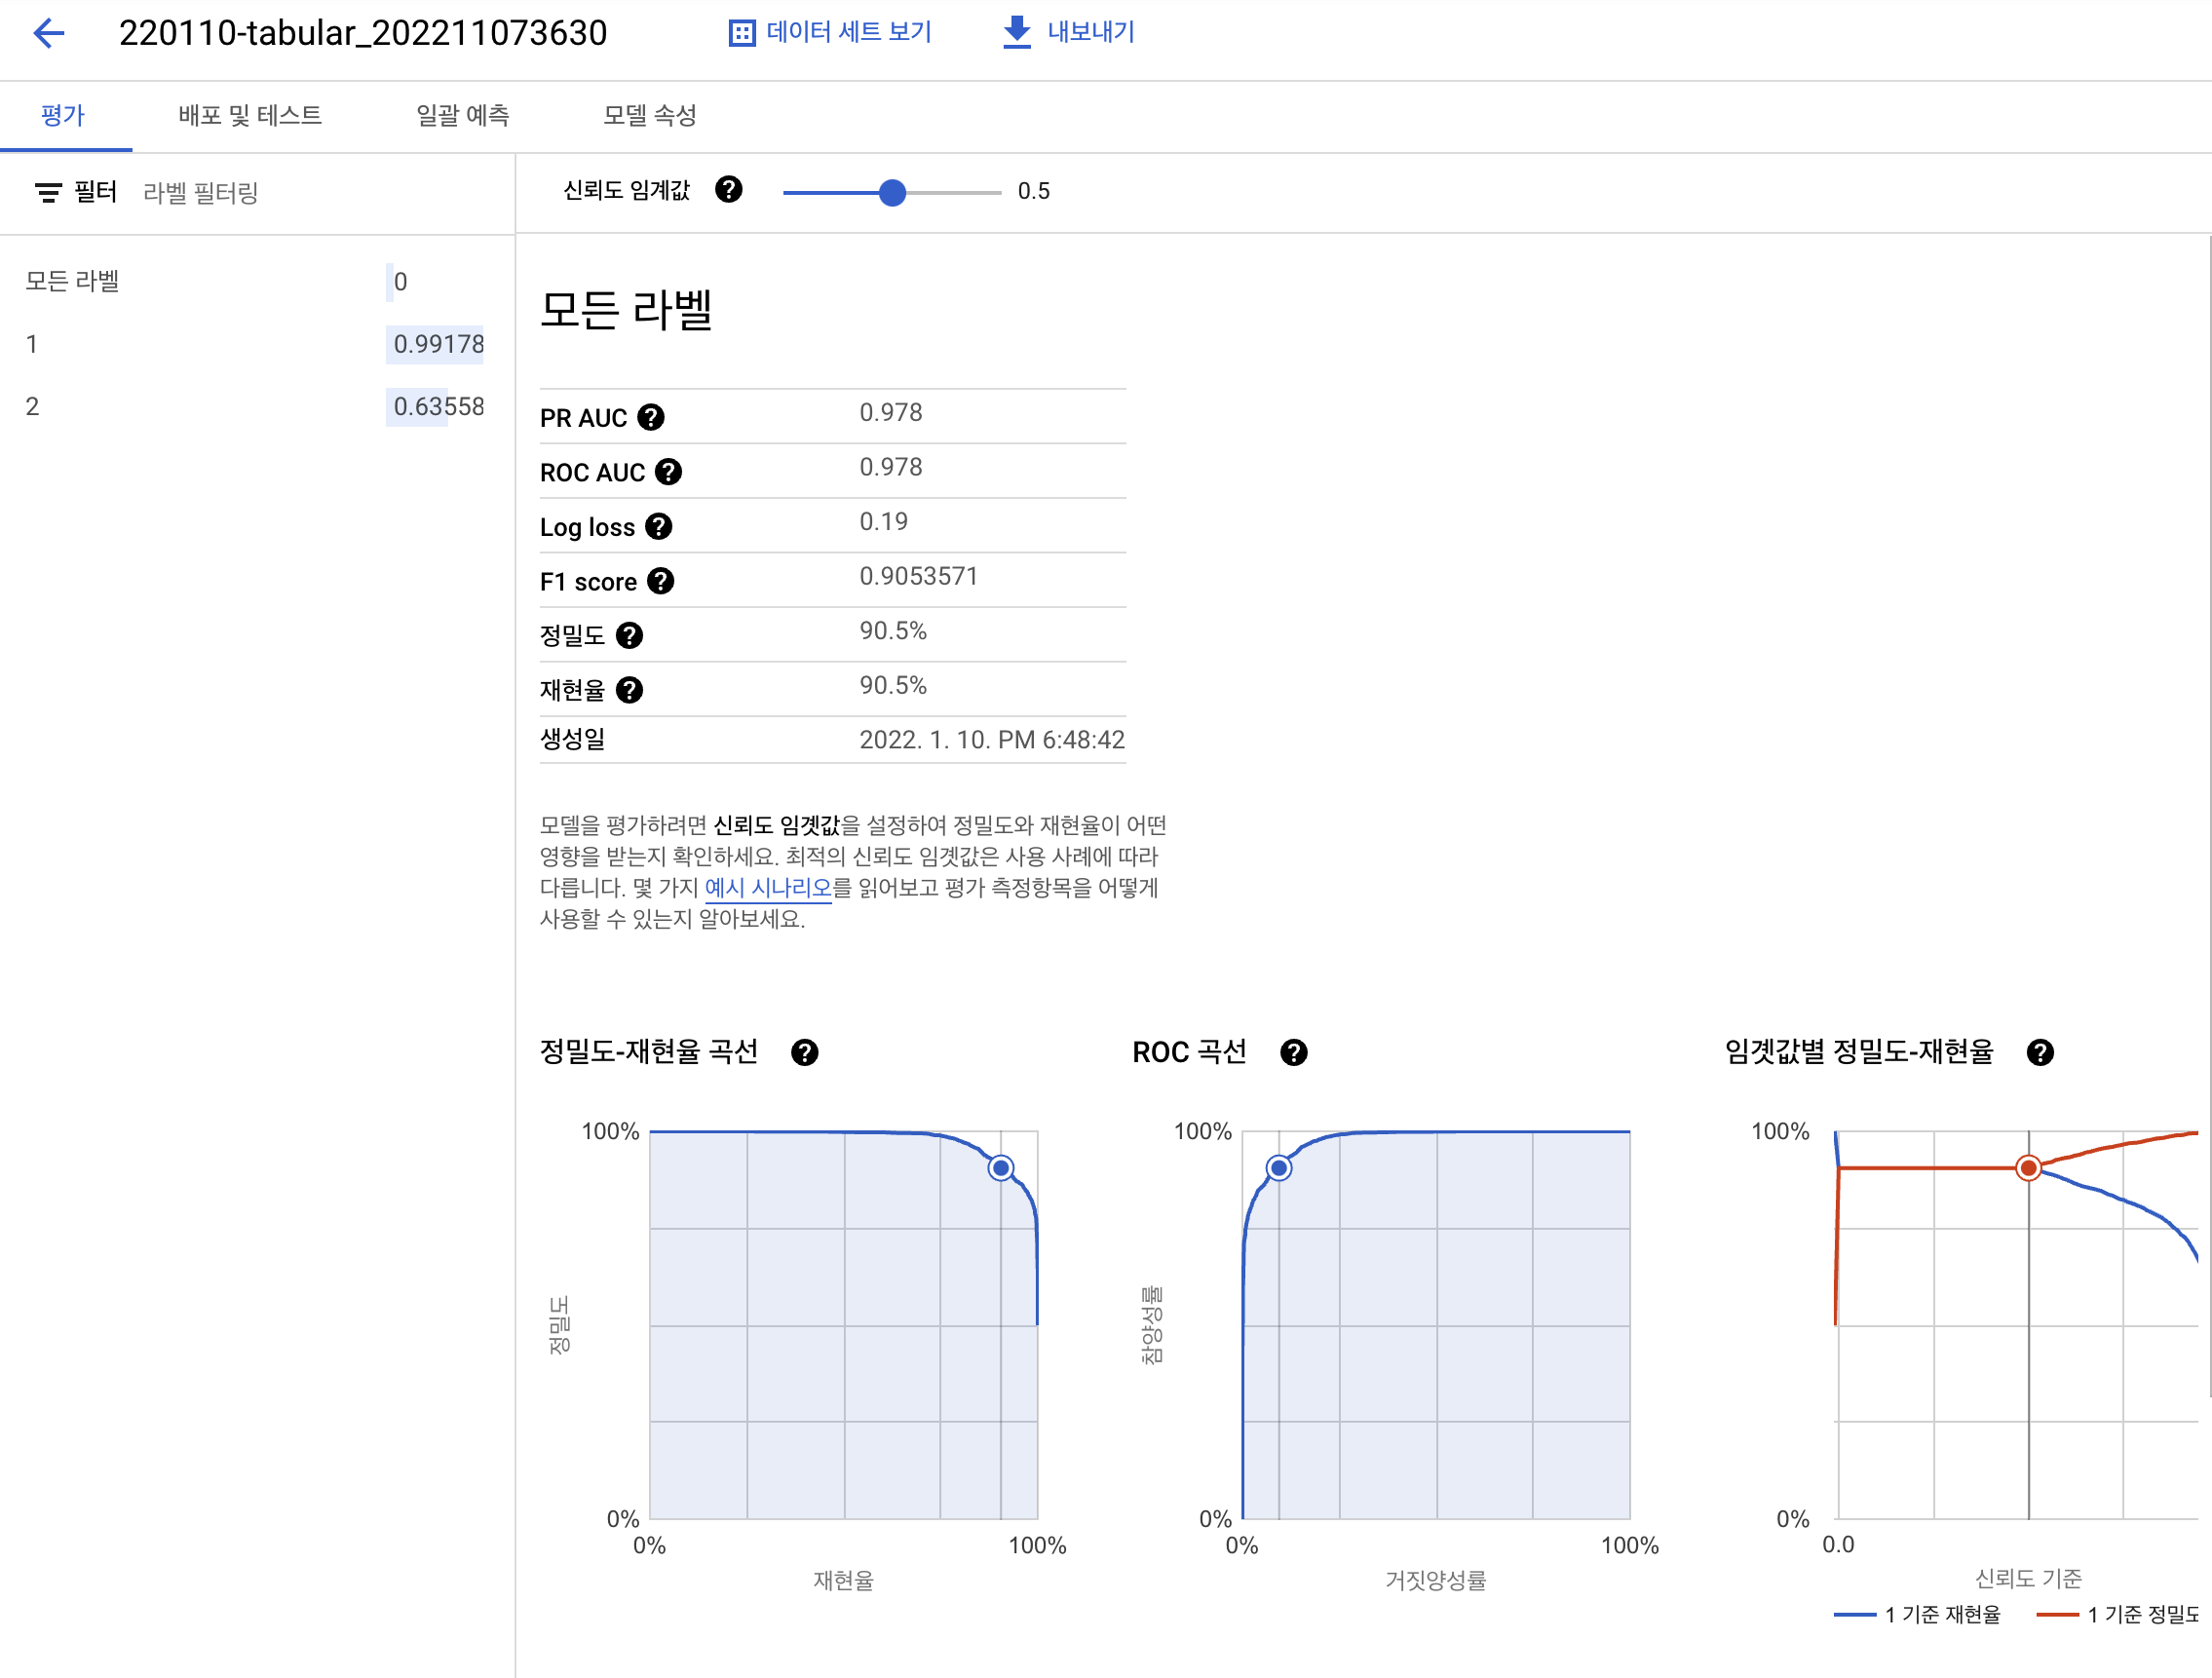 220110-tabular_202211073630
데이터 세트 보기
내보내기
평가
배포 및 테스트
일괄 예측
모델 속성
필터
라벨 필터링
신뢰도 임계값
0.5
모든 라벨
0
1
0.99178
2
0.63558
모든 라벨
PR AUC
0.978
ROC AUC
0.978
Log loss
0.19
F1 score
0.9053571
정밀도
90.5%
재현율
90.5%
생성일
2022. 1. 10. PM 6:48:42
모델을 평가하려면 신뢰도 임곗값을 설정하여 정밀도와 재현율이 어떤
영향을 받는지 확인하세요. 최적의 신뢰도 임곗값은 사용 사례에 따라
다릅니다. 몇 가지 예시 시나리오를 읽어보고 평가 측정항목을 어떻게
사용할 수 있는지 알아보세요.
정밀도-재현율 곡선
100%
정밀도
0%
0%
100%
재현율
ROC 곡선
100%
참양성률
0%
0%
100%
거짓양성률
임곗값별 정밀도-재현율
100%
0%
0.0
신뢰도 기준
1 기준 재현율
1 기준 정밀도